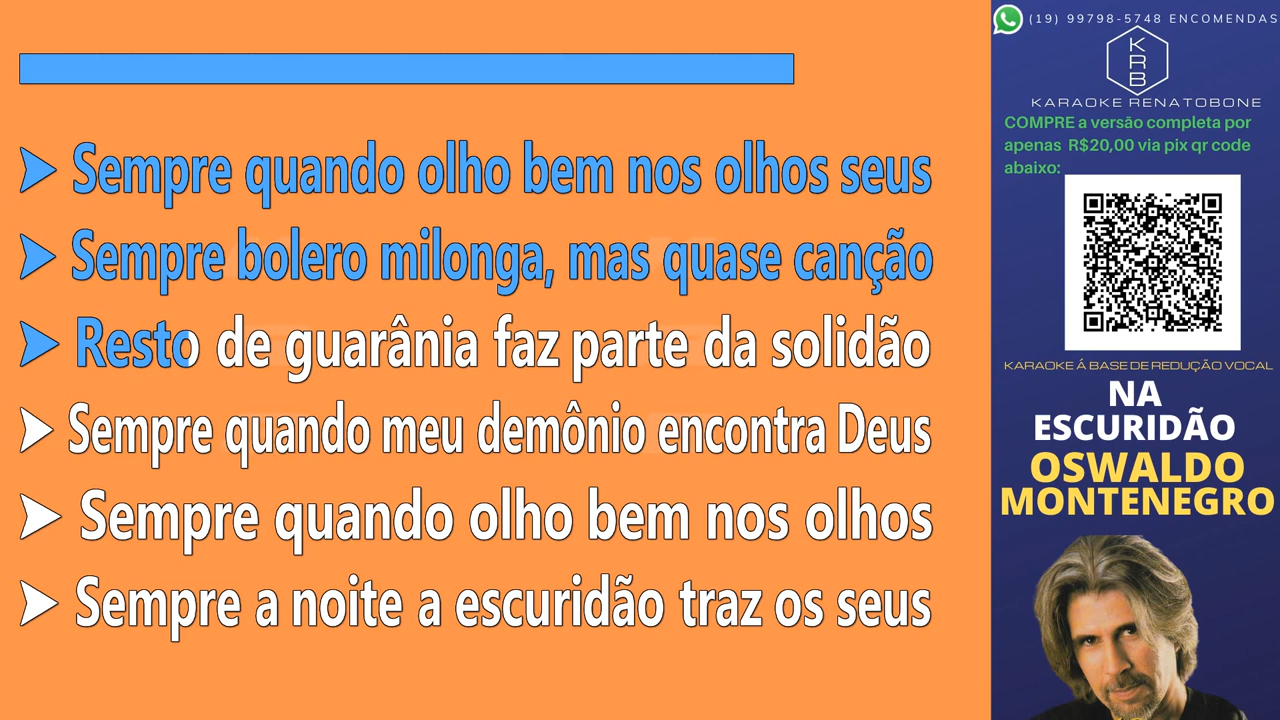 Sempre quando olho bem nos olhos seus
Sempre bolero milonga, mas quase canção
Resto de guarânia faz parte da solidão
Sempre quando meu demônio encontra Deus
Sempre quando olho bem nos olhos
Sempre a noite a escuridão traz os seus
(19) 99798-5748 ENCOMENDAS
K
R
B
KARAOKE RENATOBONE
COMPRE a versão completa por
apenas R$20,00 via pix qr code
abaixo:
KARAOKE Á BASE DE REDUÇÃO VOCAL
NA
ESCURIDÃO
OSWALDO
MONTENEGRO